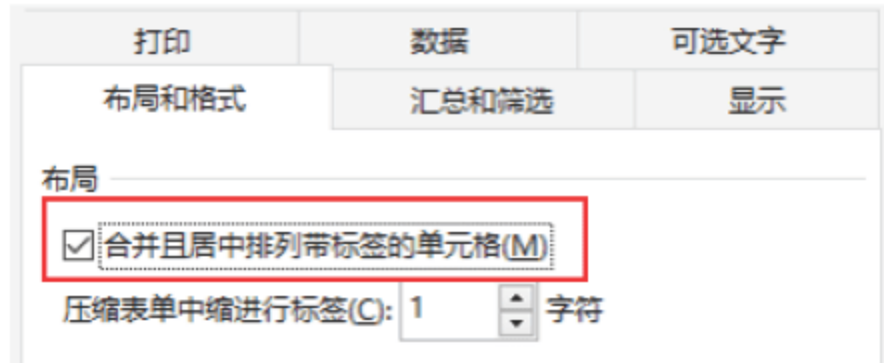 打印 数据 可选文字
布局和格式 汇总和筛选 显示
布局
合并且居中排列带标签的单元格(M)
压缩表单中缩进行标签(C): 1 字符